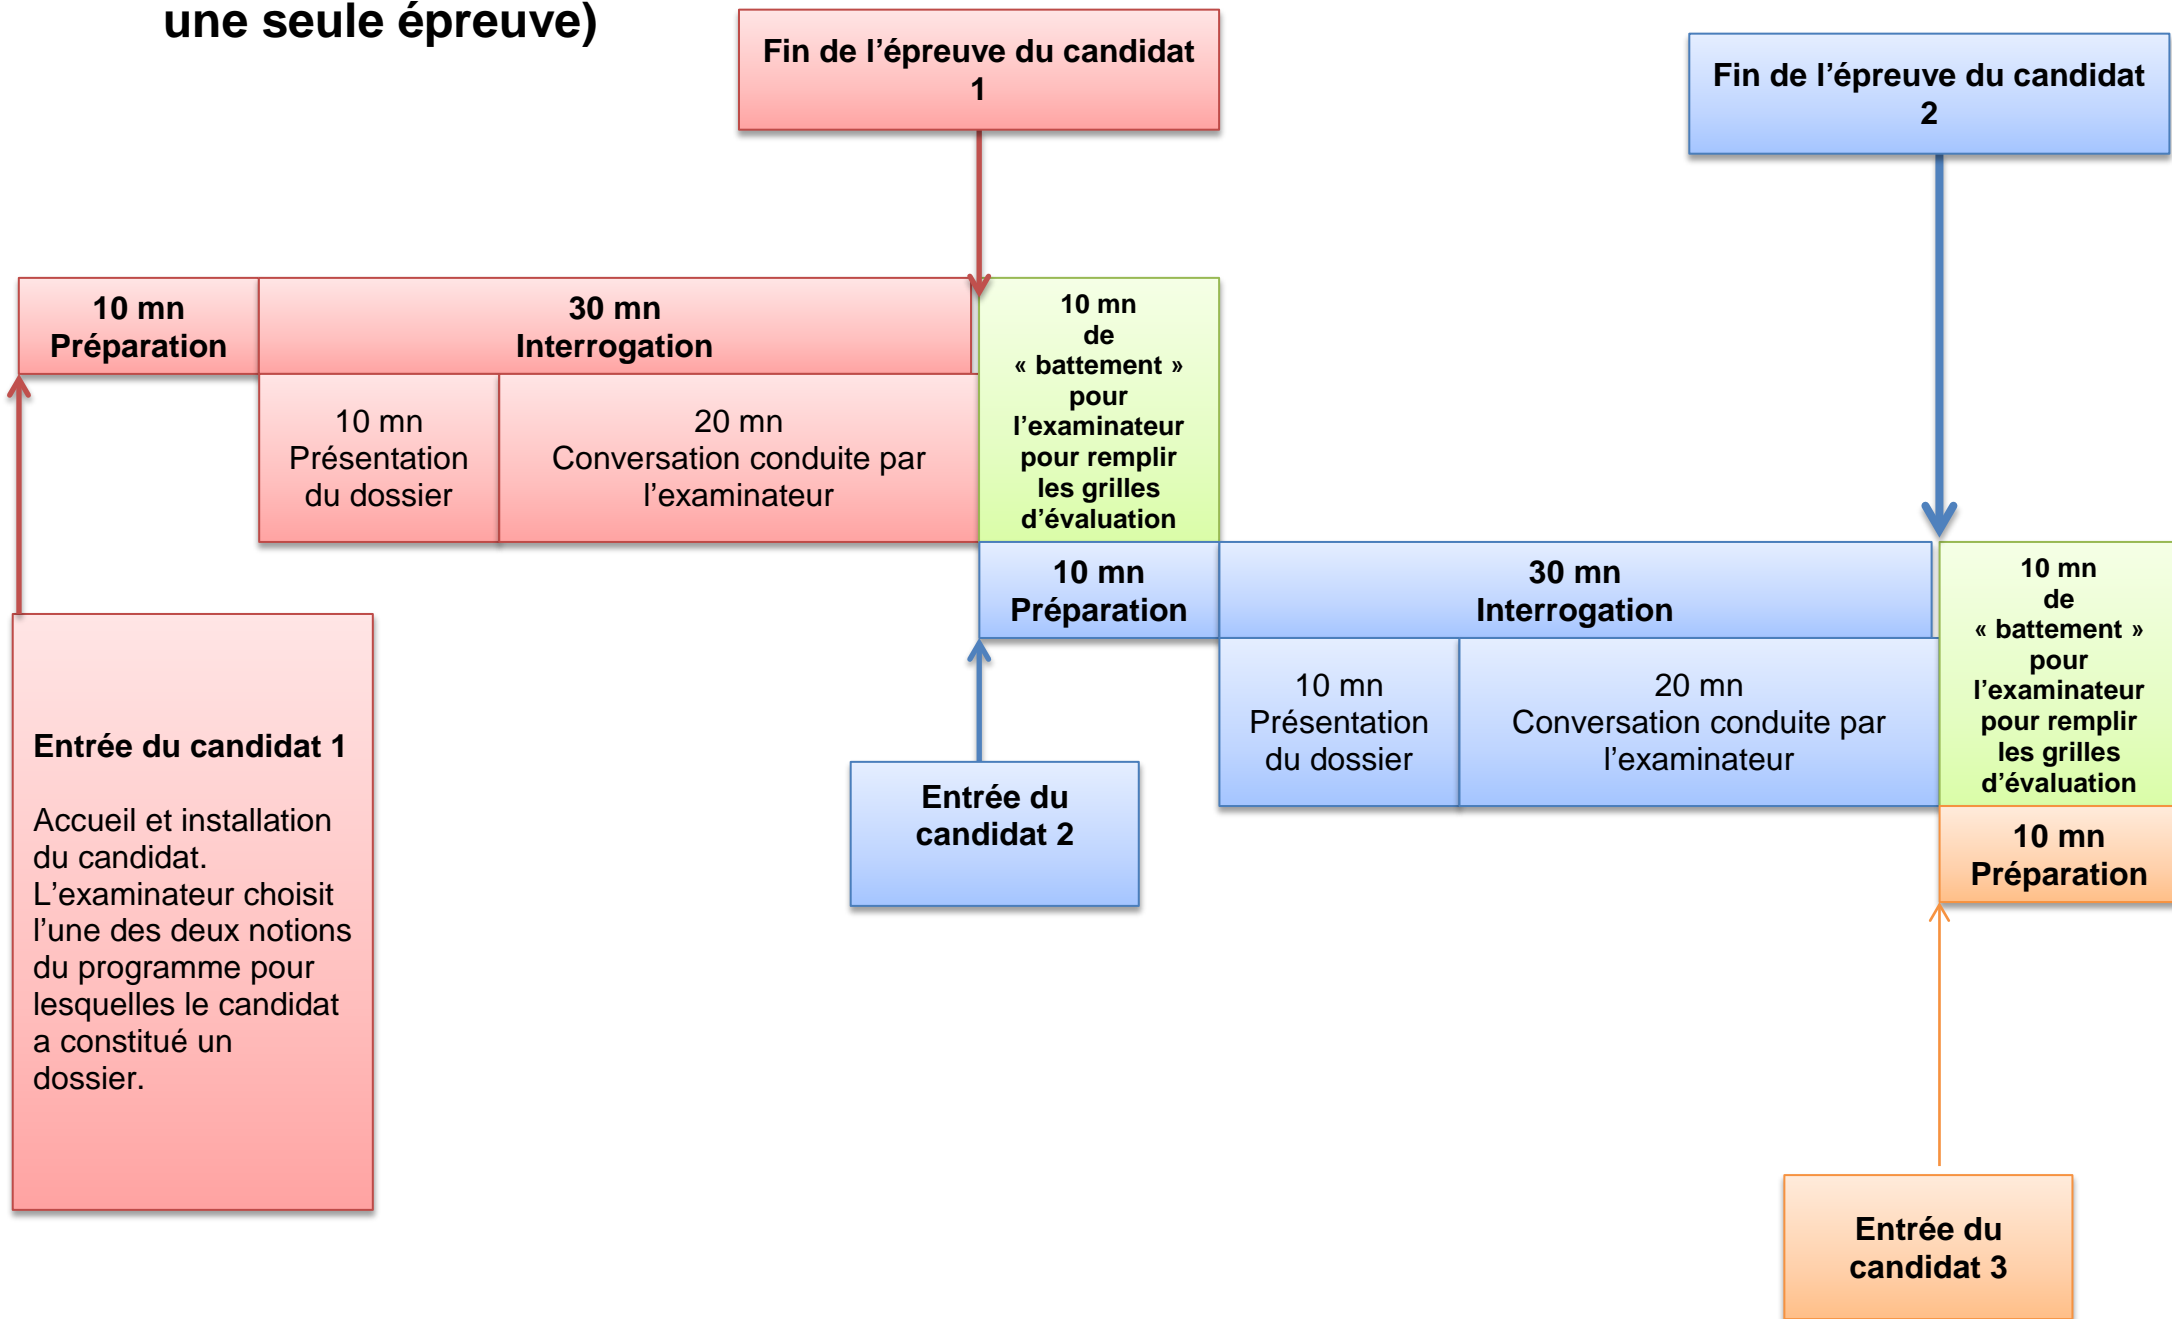 une seule épreuve)
Fin de l’épreuve du candidat
1
Fin de l’épreuve du candidat
2
10 mn
Préparation
30 mn
Interrogation
10 mn
de
« battement »
pour
l’examinateur
pour remplir
les grilles
d’évaluation
10 mn
Présentation
du dossier
20 mn
Conversation conduite par
l’examinateur
10 mn
Préparation
30 mn
Interrogation
10 mn
de
« battement »
pour
l’examinateur
pour remplir
les grilles
d’évaluation
10 mn
Présentation
du dossier
20 mn
Conversation conduite par
l’examinateur
Entrée du candidat 1
Accueil et installation
du candidat.
L’examinateur choisit
l’une des deux notions
du programme pour
lesquelles le candidat
a constitué un
dossier.
Entrée du
candidat 2
10 mn
Préparation
Entrée du
candidat 3